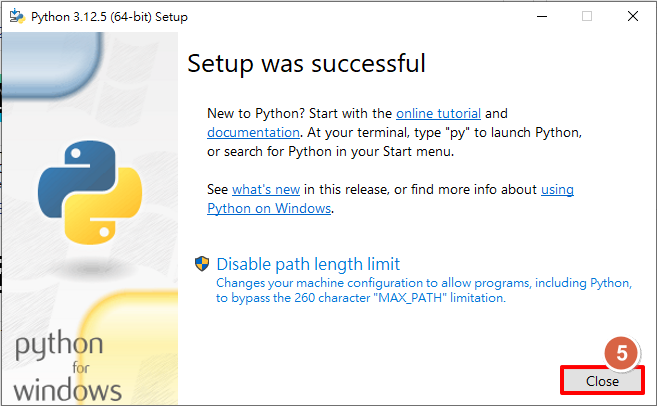 Python 3.12.5 (64-bit) Setup
Setup was successful
New to Python? Start with the online tutorial and
documentation. At your terminal, type "py" to launch Python,
or search for Python in your Start menu.
See what's new in this release, or find more info about using
Python on Windows.
Disable path length limit
Changes your machine configuration to allow programs, including Python,
to bypass the 260 character "MAX_PATH" limitation.
python
for
windows
5
Close